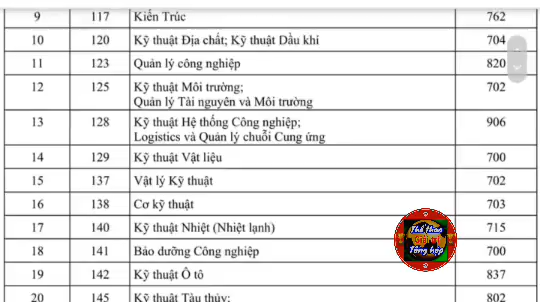 9 117 Kiến Trúc 762
10 120 Kỹ thuật Địa chất; Kỹ thuật Dầu khí 704
11 123 Quản lý công nghiệp 820
12 125 Kỹ thuật Môi trường; 702
Quản lý Tài nguyên và Môi trường
13 128 Kỹ thuật Hệ thống Công nghiệp; 906
Logistics và Quản lý chuỗi Cung ứng
14 129 Kỹ thuật Vật liệu 700
15 137 Vật lý Kỹ thuật 702
16 138 Cơ kỹ thuật 703
17 140 Kỹ thuật Nhiệt (Nhiệt lạnh) 715
18 141 Bảo dưỡng Công nghiệp 700
19 142 Kỹ thuật Ô tô 837
20 145 Kỹ thuật Tàu thủy; 802
Thể thao
Tổng hợp